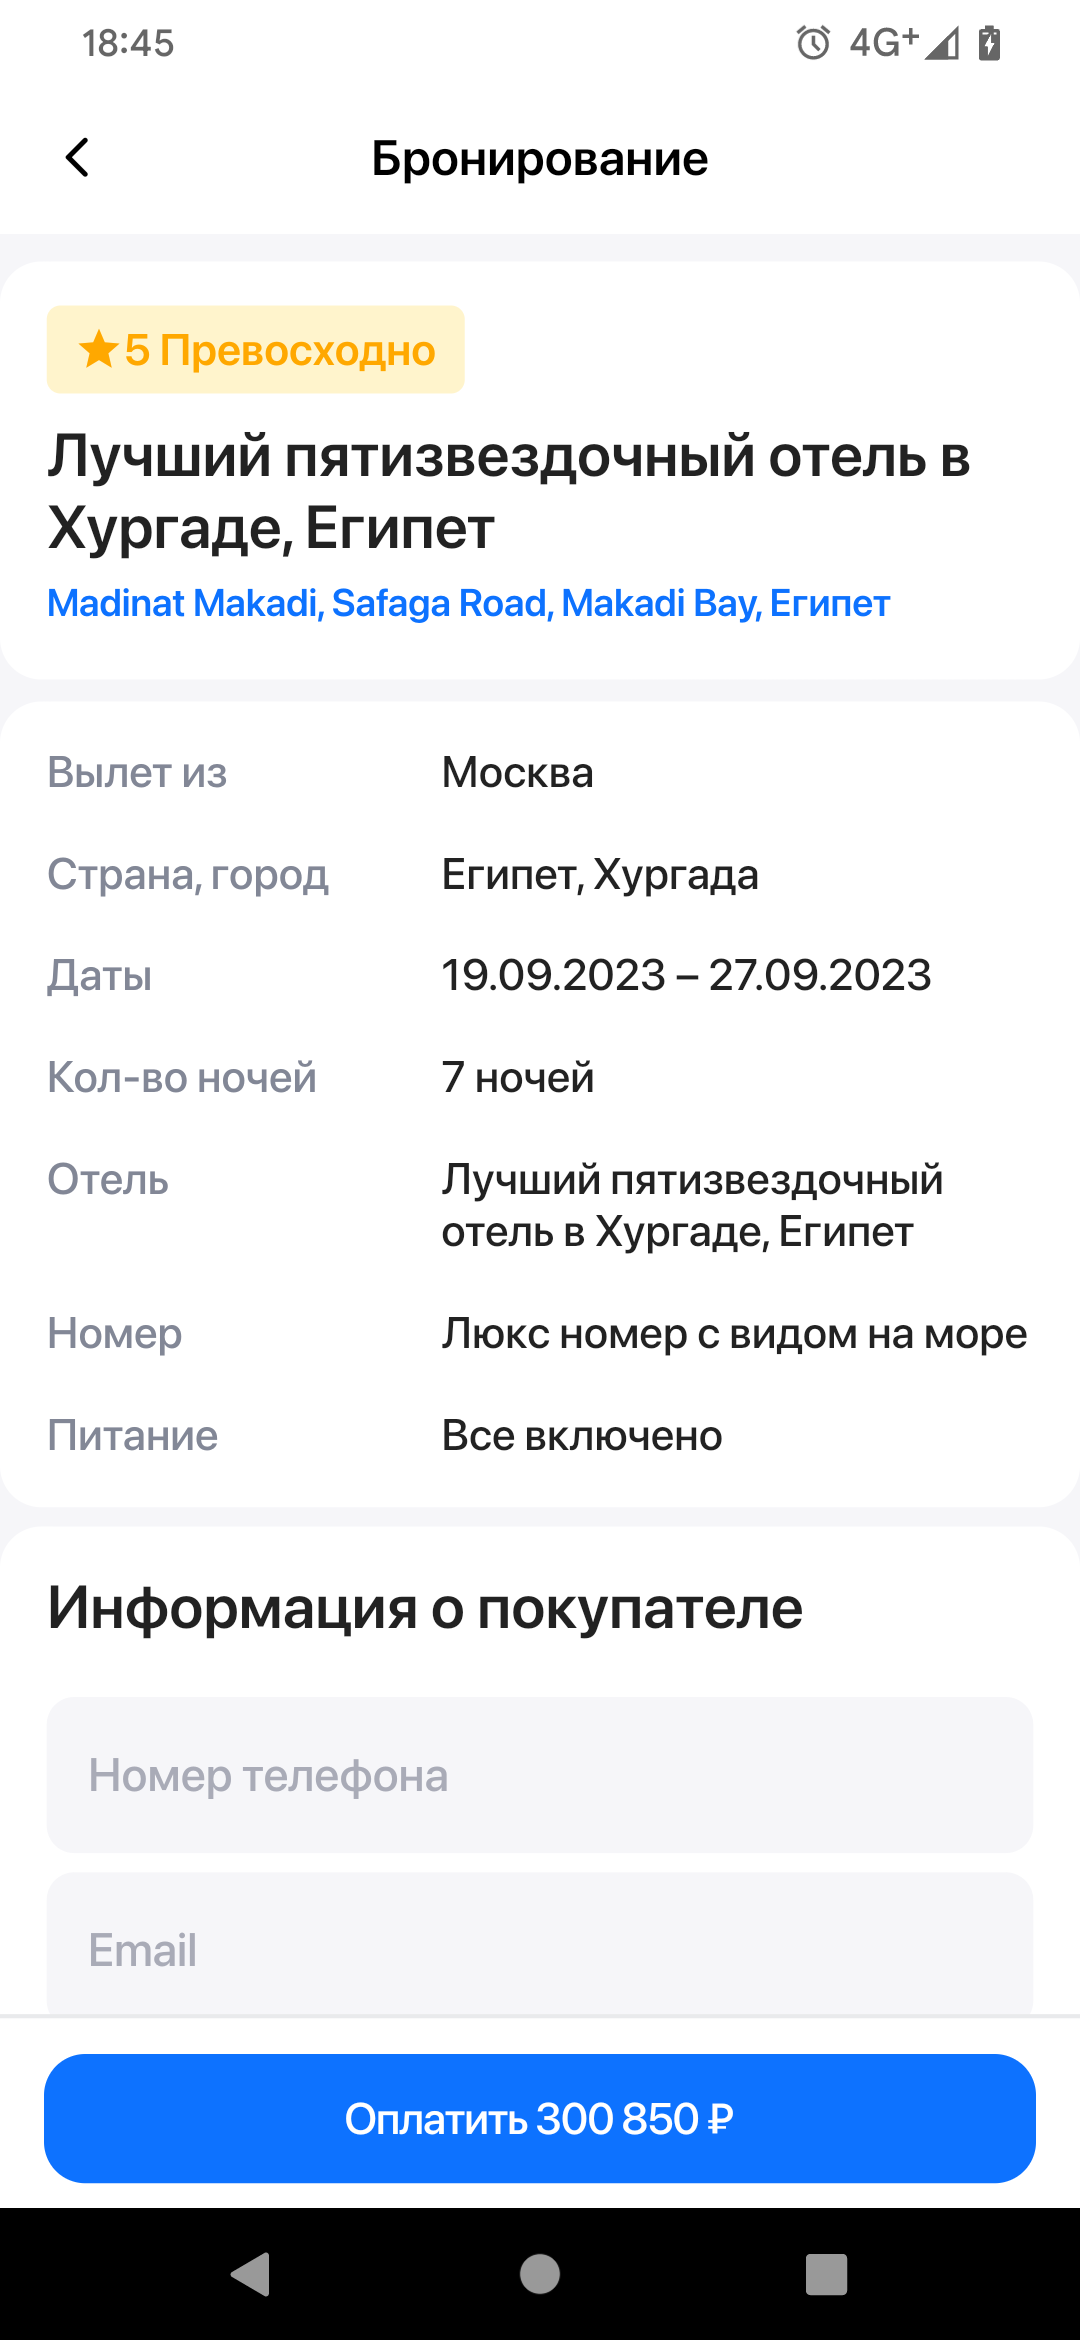 18:45
4G+
Бронирование
5 Превосходно
Лучший пятизвездочный отель в
Хургаде, Египет
Madinat Makadi, Safaga Road, Makadi Bay, Египет
Вылет из Москва
Страна, город Египет, Хургада
Даты 19.09.2023 – 27.09.2023
Кол-во ночей 7 ночей
Отель Лучший пятизвездочный
отель в Хургаде, Египет
Номер Люкс номер с видом на море
Питание Все включено
Информация о покупателе
Номер телефона
Email
Оплатить 300 850 ₽